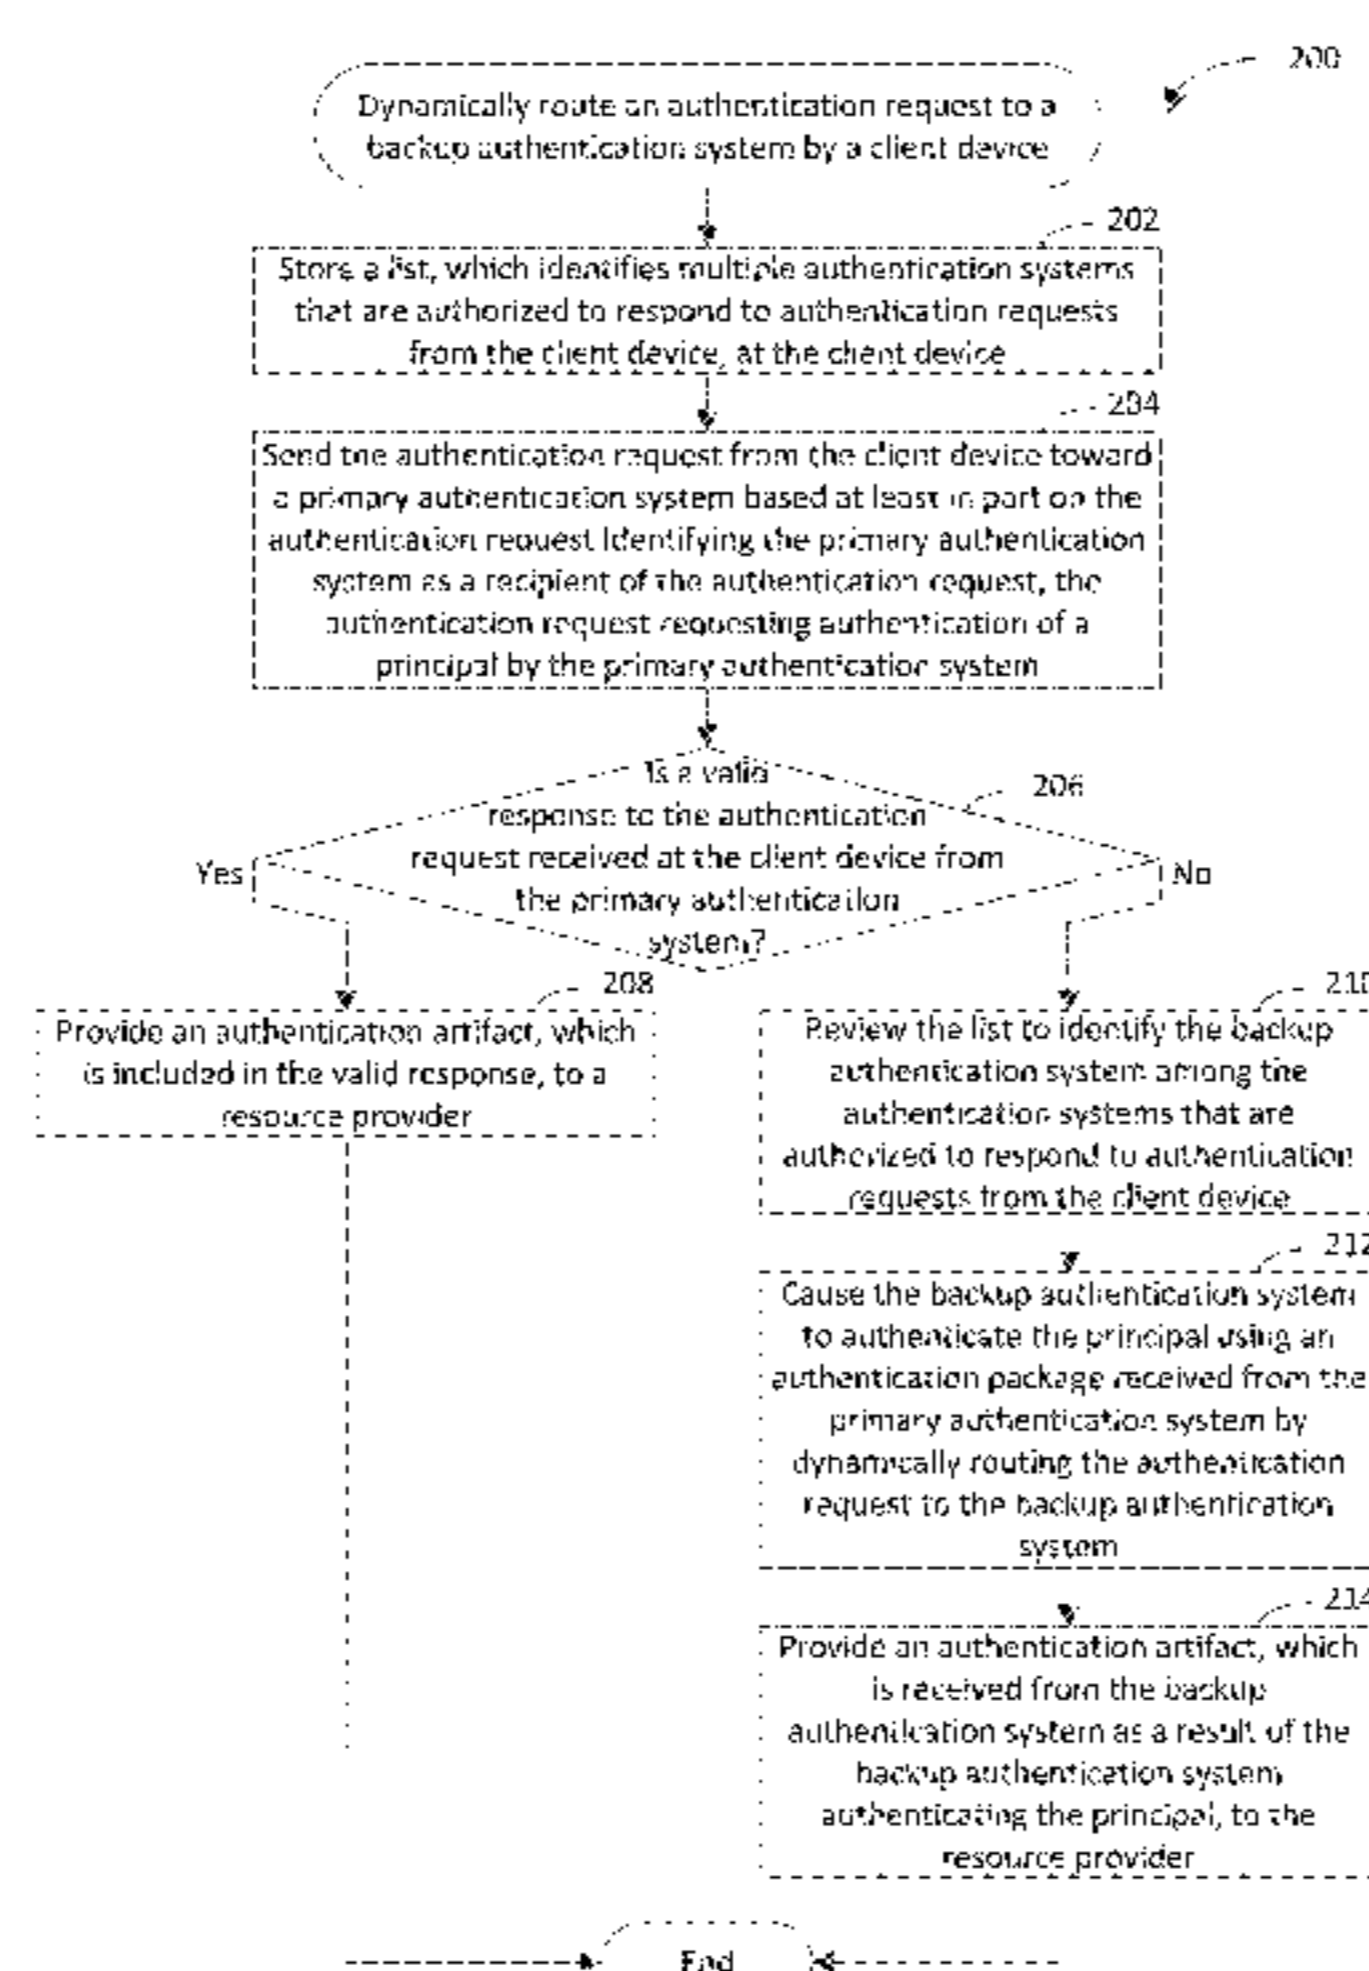 200
Dynamically route an authentication request to a
backup authentication system by a client device
202
Store a list, which identifies multiple authentication systems
that are authorized to respond to authentication requests
from the client device, at the client device
204
Send the authentication request from the client device toward
a primary authentication system based at least in part on the
authentication request identifying the primary authentication
system as a recipient of the authentication request, the
authentication request requesting authentication of a
principal by the primary authentication system
206
Is a valid
response to the authentication
request received at the client device from
the primary authentication
system?
Yes
No
208
Provide an authentication artifact, which
is included in the valid response, to a
resource provider
210
Review the list to identify the backup
authentication system among the
authentication systems that are
authorized to respond to authentication
requests from the client device
212
Cause the backup authentication system
to authenticate the principal using an
authentication package received from the
primary authentication system by
dynamically routing the authentication
request to the backup authentication
system
214
Provide an authentication artifact, which
is received from the backup
authentication system as a result of the
backup authentication system
authenticating the principal, to the
resource provider
End